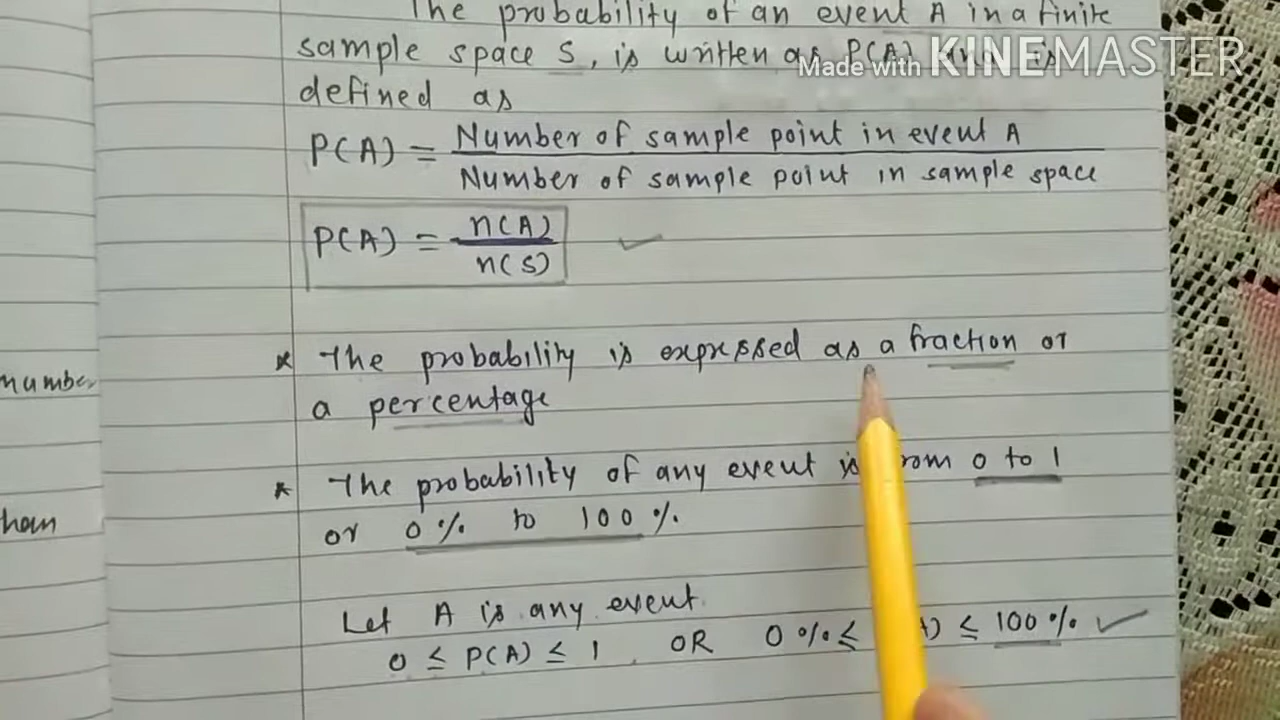 The probability of an event A in a finite
sample space S, is written as P(A) is
Made with KINEMASTER
defined as
P(A) = Number of sample point in event A
Number of sample point in sample space
P(A) = n(A)
n(S)
* The probability is expressed as a fraction or
a percentage
number
* The probability of any event is from 0 to 1
or 0% to 100%.
Let A is any event.
0 ≤ P(A) ≤ 1 OR 0% ≤ A) ≤ 100%